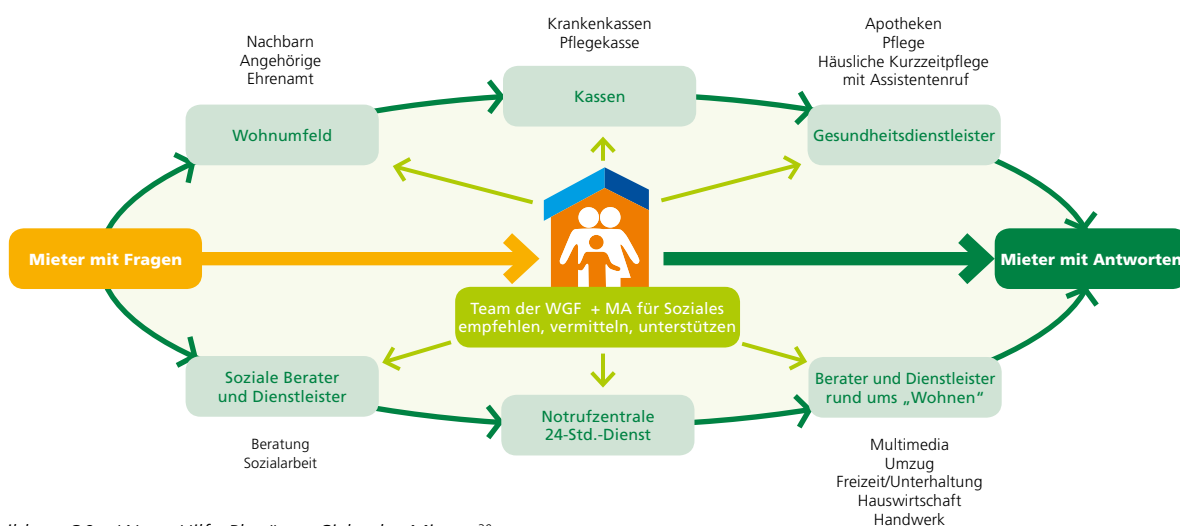 Krankenkassen
Pflegekasse
Apotheken
Pflege
Häusliche Kurzzeitpflege
mit Assistentenruf
Nachbarn
Angehörige
Ehrenamt
Kassen
Wohnumfeld
Gesundheitsdienstleister
Mieter mit Fragen
Mieter mit Antworten
Team der WGF + MA für Soziales
empfehlen, vermitteln, unterstützen
Soziale Berater
und Dienstleister
Notrufzentrale
24-Std.-Dienst
Berater und Dienstleister
rund ums „Wohnen“
Beratung
Sozialarbeit
Multimedia
Umzug
Freizeit/Unterhaltung
Hauswirtschaft
Handwerk